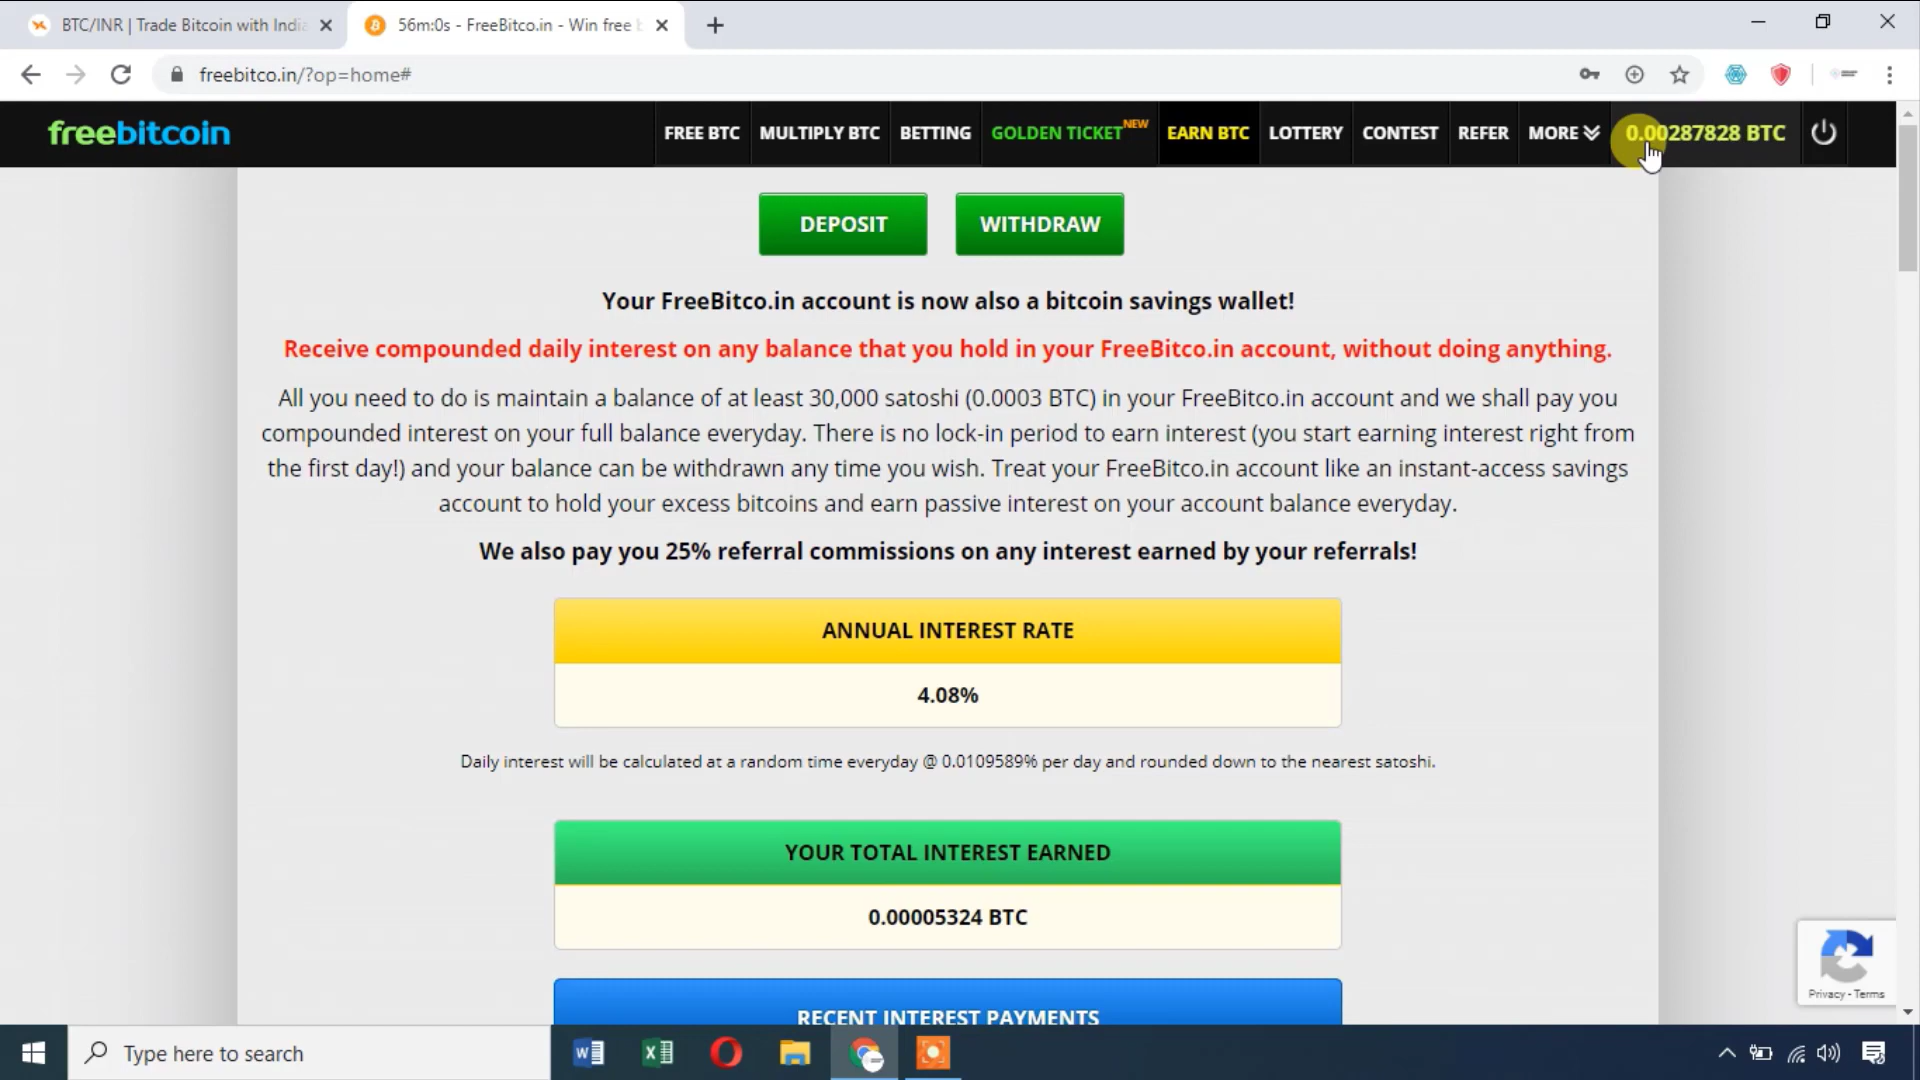 BTC/INR | Trade Bitcoin with India
56m:0s - FreeBitco.in - Win free b
freebitco.in/?op=home#
freebitcoin
FREE BTC
MULTIPLY BTC
BETTING
GOLDEN TICKET NEW
EARN BTC
LOTTERY
CONTEST
REFER
MORE
0.00287828 BTC
DEPOSIT
WITHDRAW
Your FreeBitco.in account is now also a bitcoin savings wallet!
Receive compounded daily interest on any balance that you hold in your FreeBitco.in account, without doing anything.
All you need to do is maintain a balance of at least 30,000 satoshi (0.0003 BTC) in your FreeBitco.in account and we shall pay you
compounded interest on your full balance everyday. There is no lock-in period to earn interest (you start earning interest right from
the first day!) and your balance can be withdrawn any time you wish. Treat your FreeBitco.in account like an instant-access savings
account to hold your excess bitcoins and earn passive interest on your account balance everyday.
We also pay you 25% referral commissions on any interest earned by your referrals!
ANNUAL INTEREST RATE
4.08%
Daily interest will be calculated at a random time everyday @ 0.0109589% per day and rounded down to the nearest satoshi.
YOUR TOTAL INTEREST EARNED
0.00005324 BTC
RECENT INTEREST PAYMENTS
Privacy - Terms
Type here to search